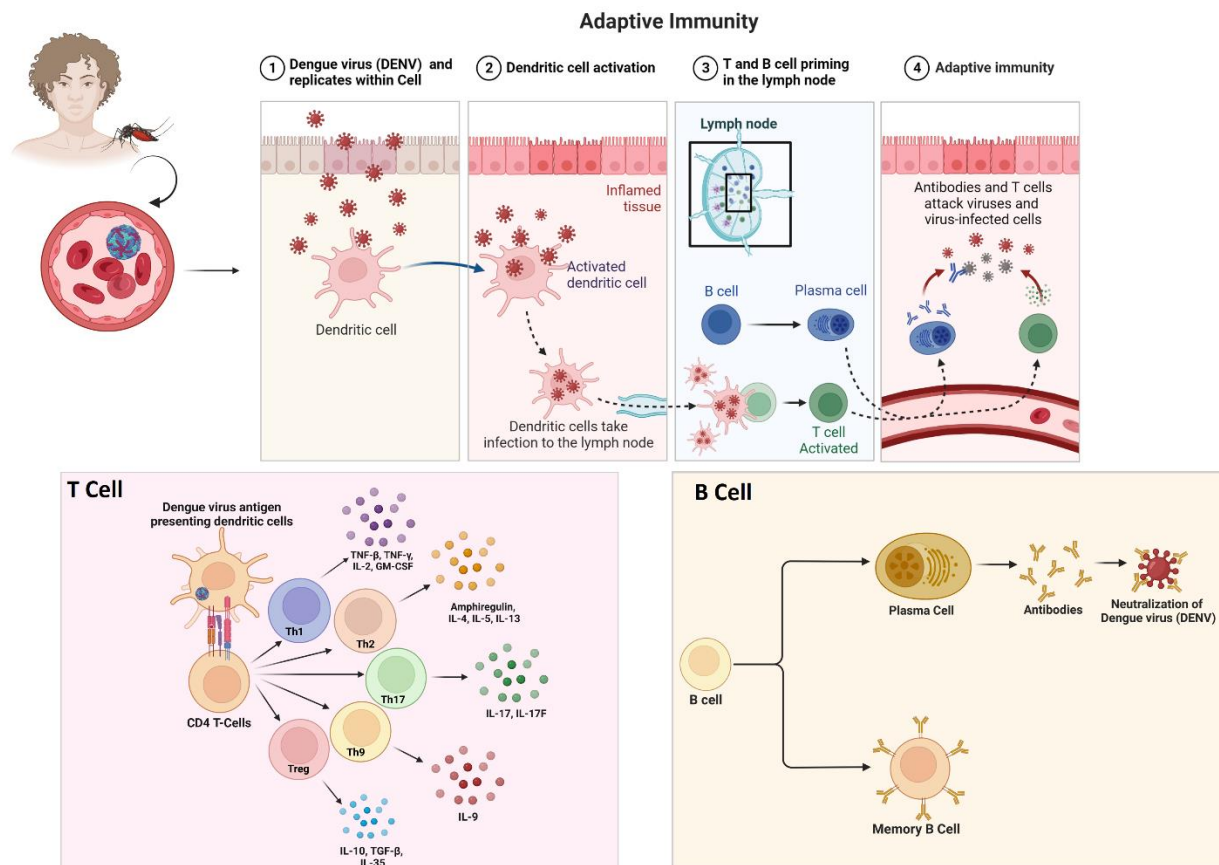 Adaptive Immunity
1
Dengue virus (DENV) and
replicates within Cell
2
Dendritic cell activation
3
T and B cell priming
in the lymph node
4
Adaptive immunity
Dendritic cell
Inflamed
tissue
Activated
dendritic cell
Dendritic cells take
infection to the lymph node
Lymph node
B cell
Plasma cell
T cell
Activated
Antibodies and T cells
attack viruses and
virus-infected cells
T Cell
Dengue virus antigen
presenting dendritic cells
CD4 T-Cells
Th1
Th2
Th17
Th9
Treg
TNF-β, TNF-γ,
IL-2, GM-CSF
Amphiregulin,
IL-4, IL-5, IL-13
IL-17, IL-17F
IL-9
IL-10, TGF-β,
IL-35
B Cell
B cell
Plasma Cell
Antibodies
Neutralization of
Dengue virus (DENV)
Memory B Cell